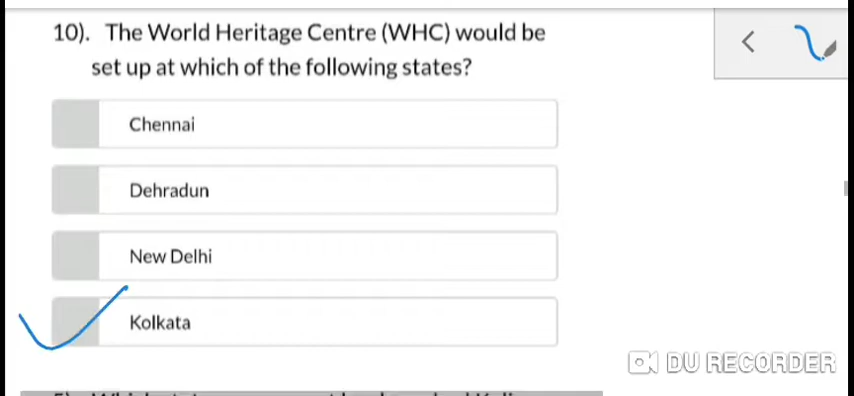 10). The World Heritage Centre (WHC) would be
set up at which of the following states?
Chennai
Dehradun
New Delhi
Kolkata
DU RECORDER